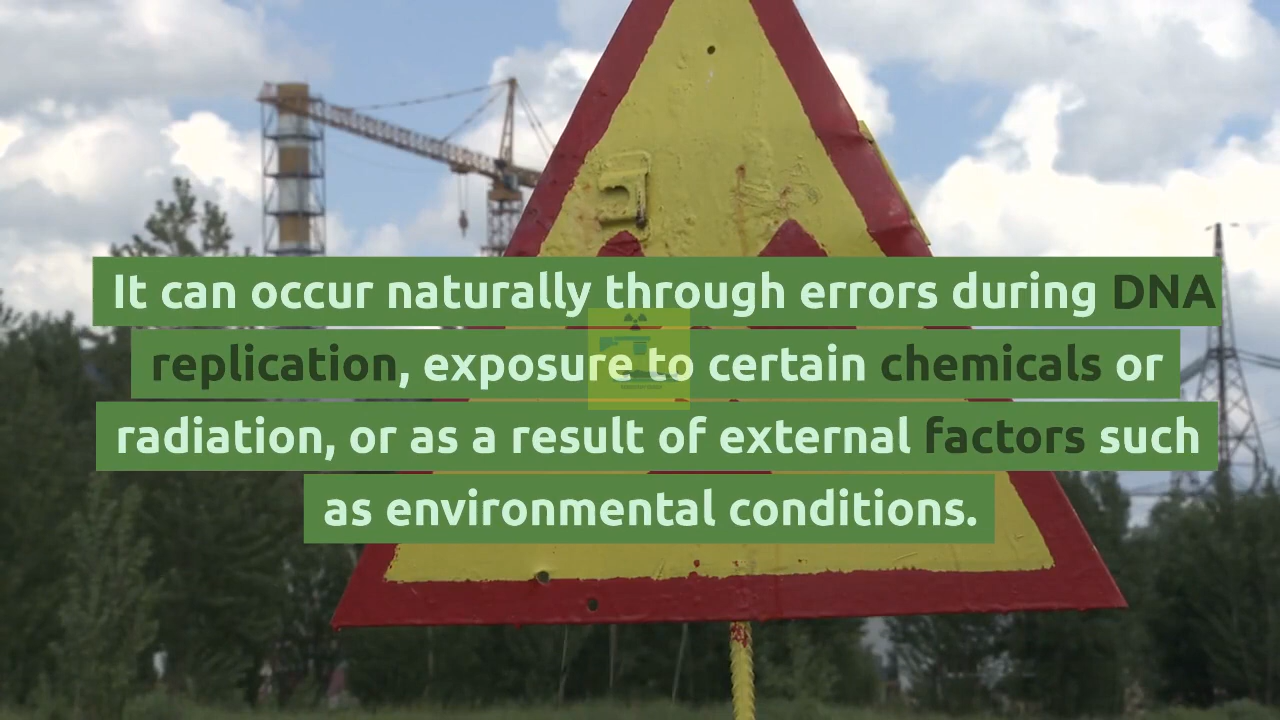 It can occur naturally through errors during DNA
replication, exposure to certain chemicals or
radiation, or as a result of external factors such
as environmental conditions.